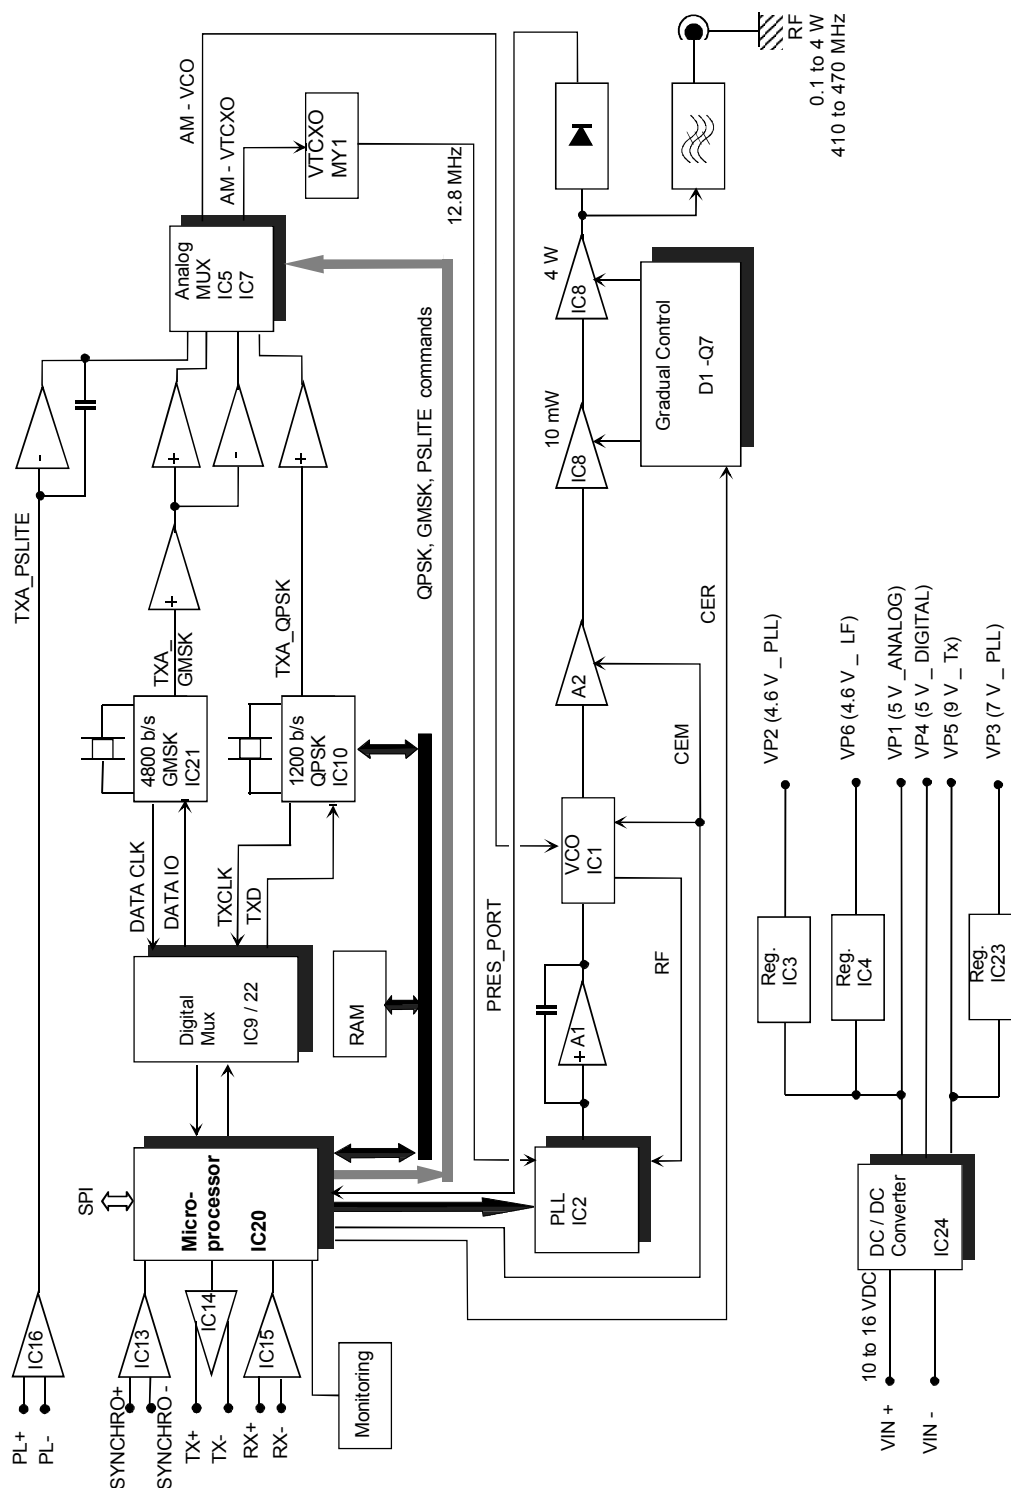 PL+
PL-
IC16
TXA_PSLITE
SYNCHRO+
SYNCHRO -
TX+
TX-
RX+
RX-
IC13
IC14
IC15
Monitoring
SPI
Micro-
processor
IC20
Digital
Mux
IC9 / 22
RAM
DATA CLK
DATA IO
TXCLK
TXD
4800 b/s
GMSK
IC21
1200 b/s
QPSK
IC10
TXA_
GMSK
TXA_QPSK
+
-
+
-
+
Analog
MUX
IC5
IC7
AM - VCO
AM - VTCXO
VTCXO
MY1
12.8 MHz
QPSK, GMSK, PSLITE commands
PRES_PORT
PLL
IC2
+ A1
VCO
IC1
RF
CEM
CER
A2
10 mW
IC8
4 W
IC8
Gradual Control
D1 -Q7
RF
0.1 to 4 W
410 to 470 MHz
VIN +
VIN -
10 to 16 VDC
DC / DC
Converter
IC24
Reg.
IC3
Reg.
IC4
Reg.
IC23
VP2 (4.6 V _ PLL)
VP6 (4.6 V _ LF)
VP1 (5 V _ANALOG)
VP4 (5 V _ DIGITAL)
VP5 (9 V _ Tx)
VP3 (7 V _ PLL)